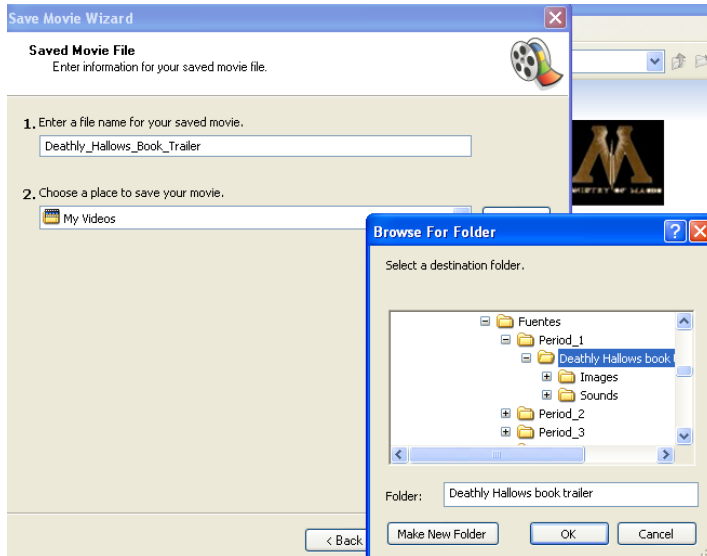 Save Movie Wizard
Saved Movie File
Enter information for your saved movie file.
1. Enter a file name for your saved movie.
Deathly_Hallows_Book_Trailer
2. Choose a place to save your movie.
My Videos
MINISTRY OF MAGIC
Browse For Folder
Select a destination folder.
Fuentes
Period_1
Deathly Hallows book
Images
Sounds
Period_2
Period_3
Folder: Deathly Hallows book trailer
Make New Folder OK Cancel
< Back